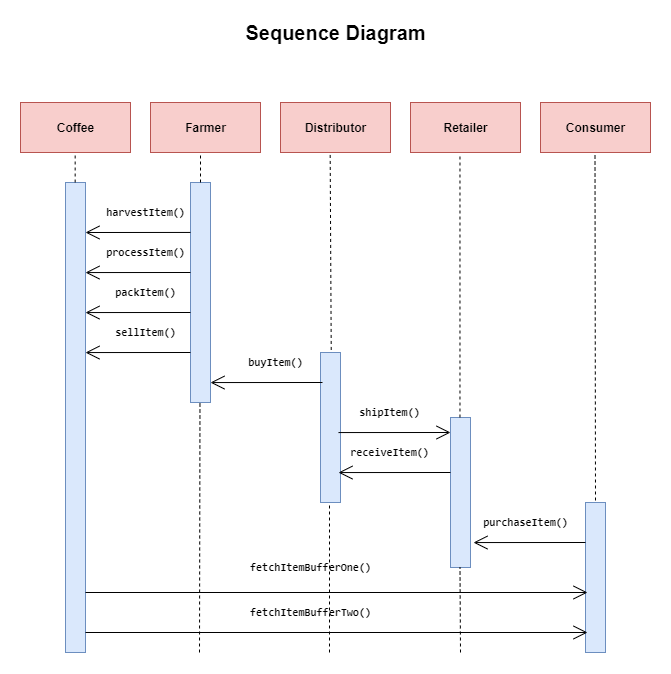 Sequence Diagram
Coffee
Farmer
Distributor
Retailer
Consumer
harvestItem()
processItem()
packItem()
sellItem()
buyItem()
shipItem()
receiveItem()
purchaseItem()
fetchItemBufferOne()
fetchItemBufferTwo()